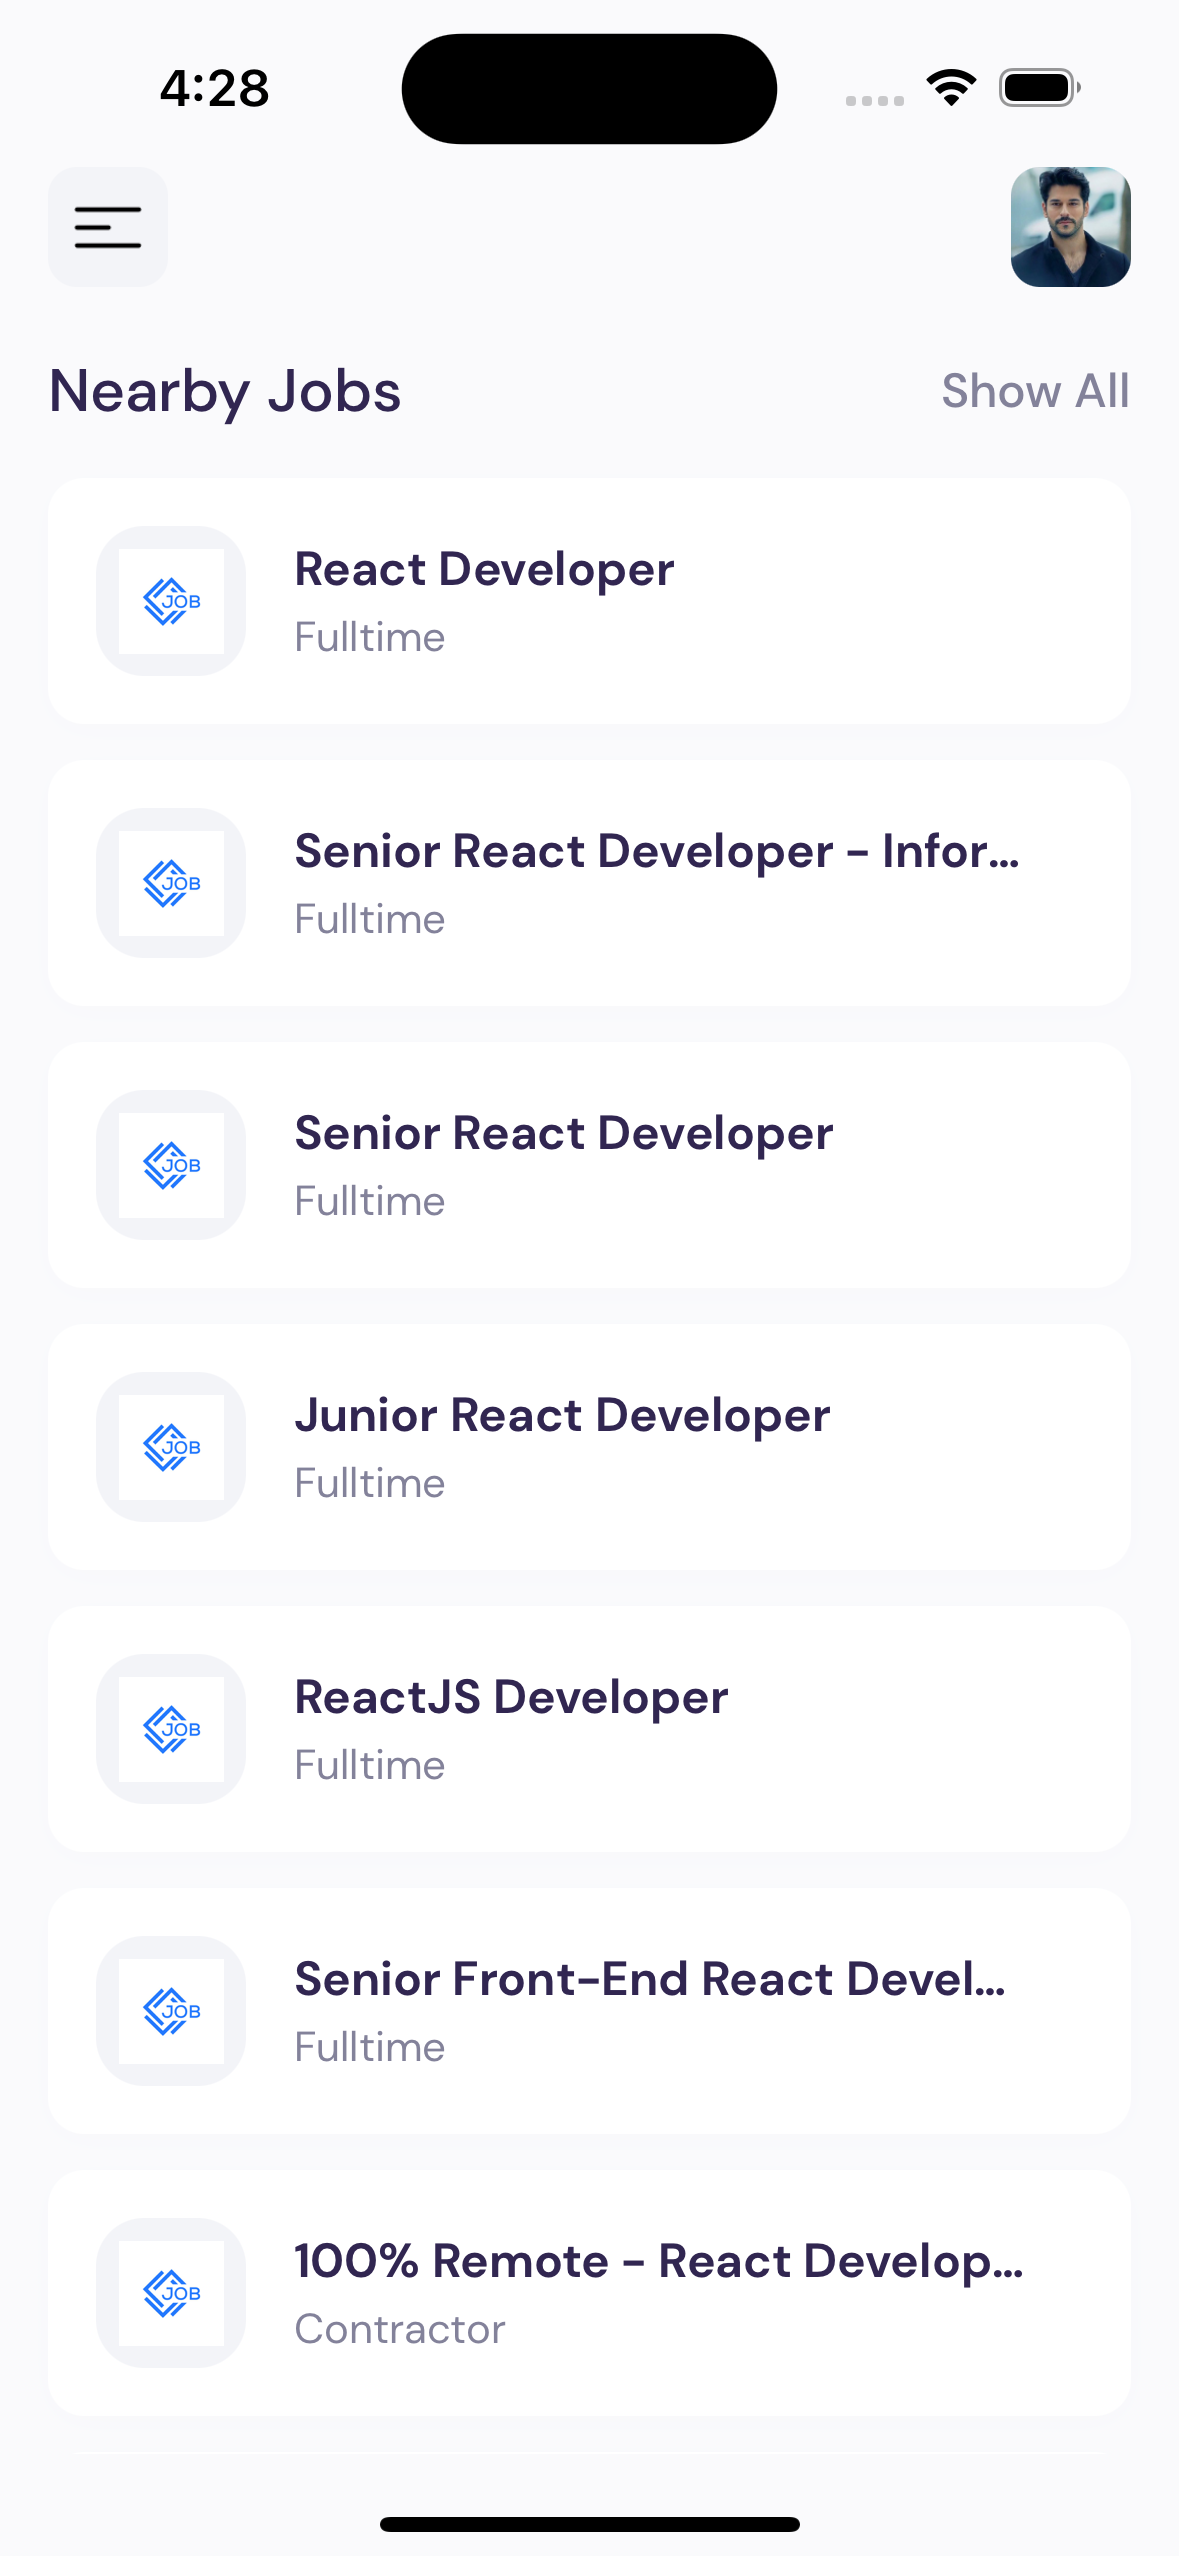 4:28
Nearby Jobs
Show All
JOB
React Developer
Fulltime
JOB
Senior React Developer - Infor...
Fulltime
JOB
Senior React Developer
Fulltime
JOB
Junior React Developer
Fulltime
JOB
ReactJS Developer
Fulltime
JOB
Senior Front-End React Devel...
Fulltime
JOB
100% Remote - React Develop...
Contractor